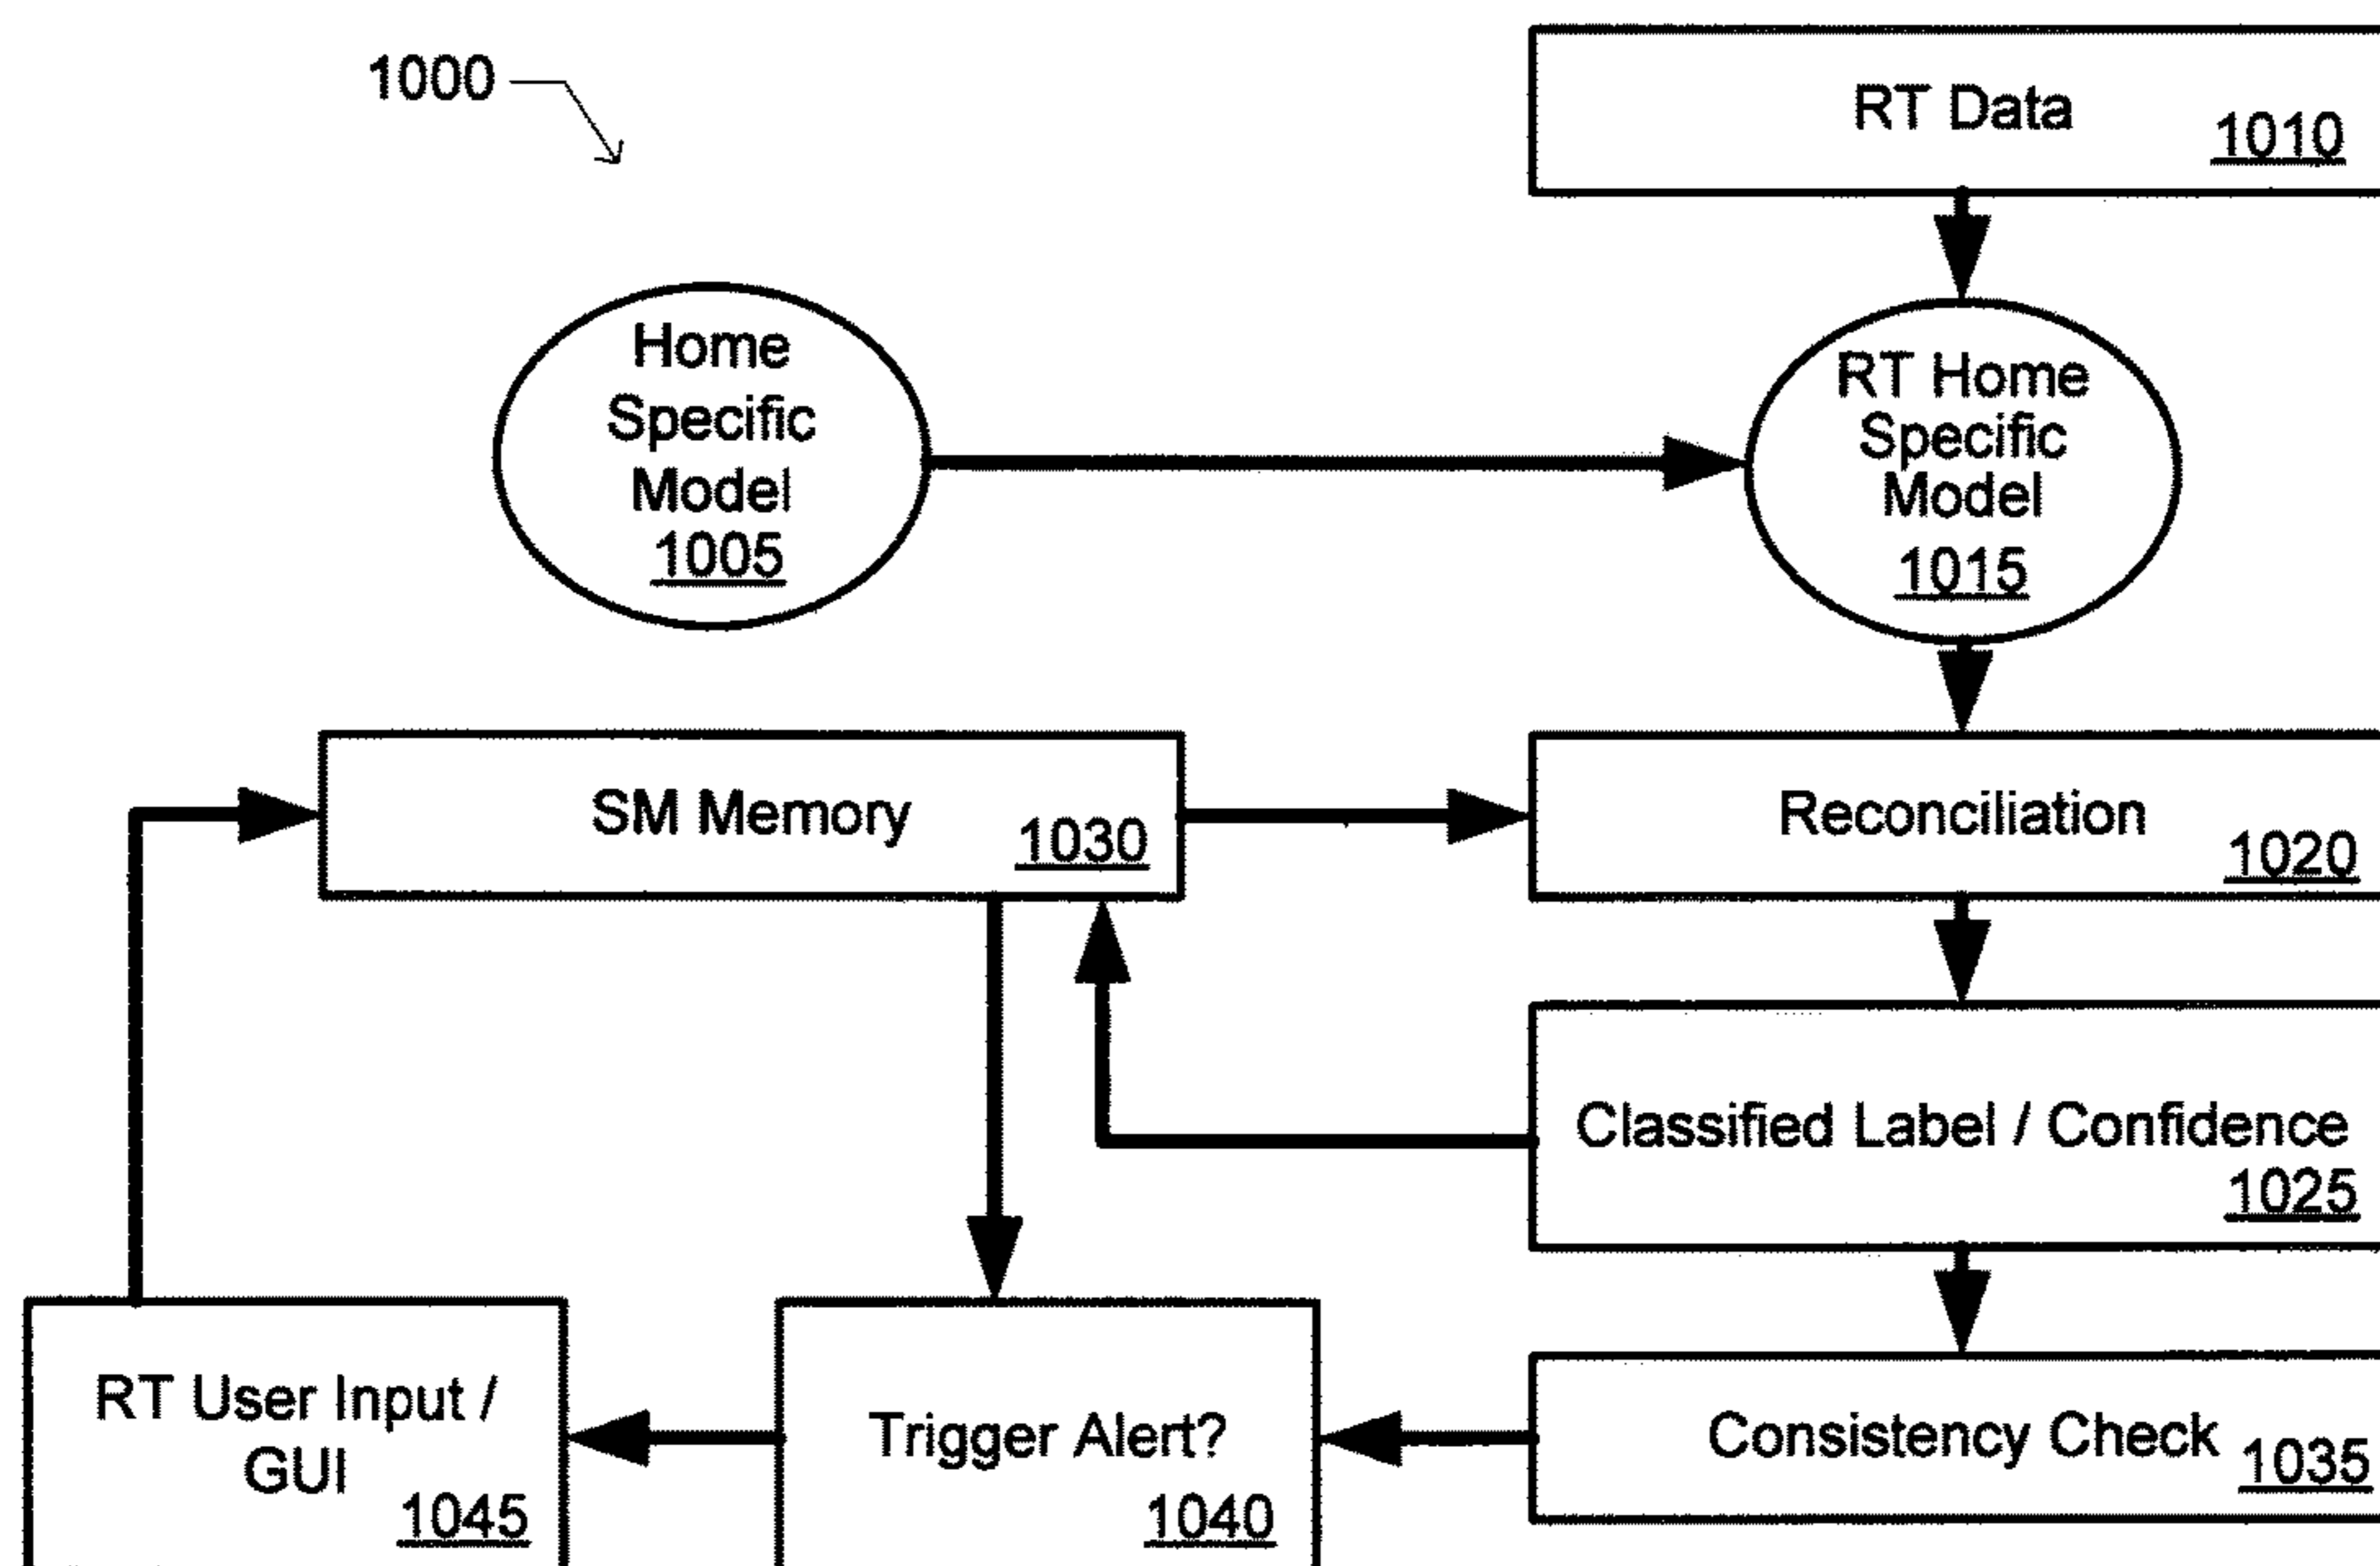 1000
RT Data
1010
Home
Specific
Model
1005
RT Home
Specific
Model
1015
SM Memory
1030
Reconciliation
1020
Classified Label / Confidence
1025
RT User Input /
GUI
1045
Trigger Alert?
1040
Consistency Check
1035